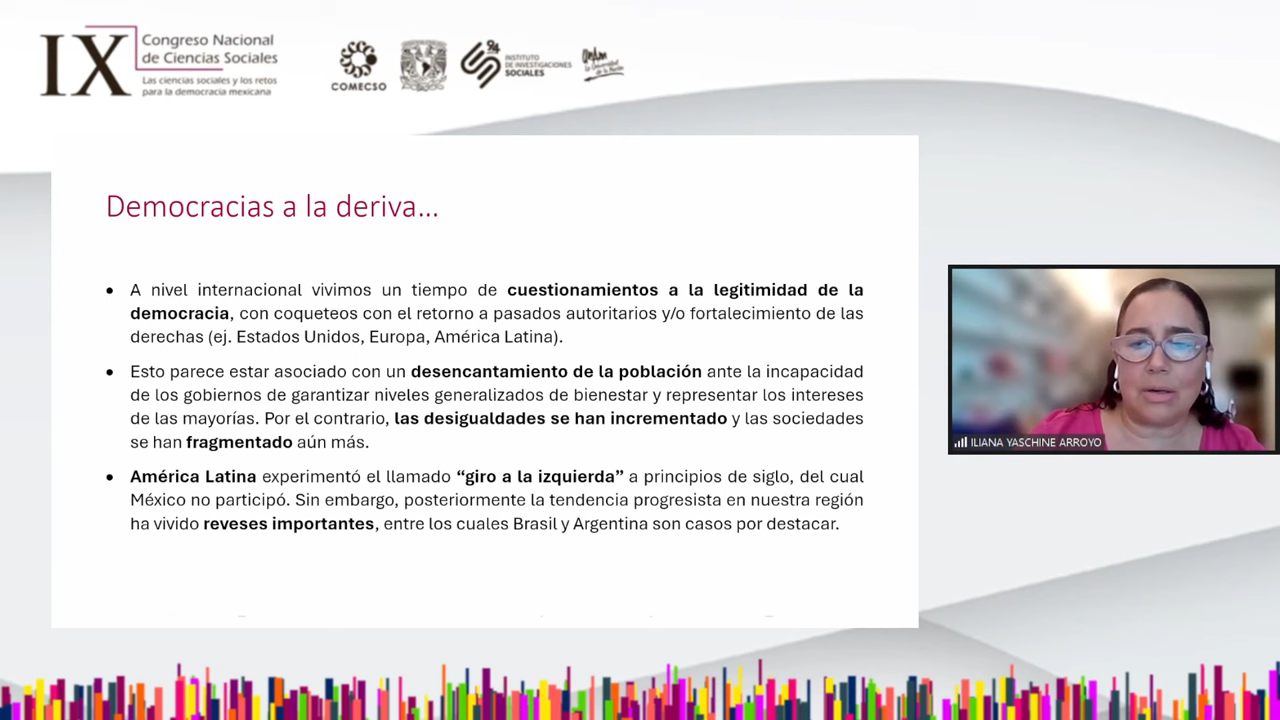 IX
Congreso Nacional
de Ciencias Sociales
Las ciencias sociales y los retos
para la democracia mexicana
COMECSO
94
INSTITUTO
DE INVESTIGACIONES
SOCIALES
Democracias a la deriva...
• A nivel internacional vivimos un tiempo de cuestionamientos a la legitimidad de la
democracia, con coqueteos con el retorno a pasados autoritarios y/o fortalecimiento de las
derechas (ej. Estados Unidos, Europa, América Latina).
• Esto parece estar asociado con un desencantamiento de la población ante la incapacidad
de los gobiernos de garantizar niveles generalizados de bienestar y representar los intereses
de las mayorías. Por el contrario, las desigualdades se han incrementado y las sociedades
se han fragmentado aún más.
• América Latina experimentó el llamado “giro a la izquierda” a principios de siglo, del cual
México no participó. Sin embargo, posteriormente la tendencia progresista en nuestra región
ha vivido reveses importantes, entre los cuales Brasil y Argentina son casos por destacar.
ILIANA YASCHINE ARROYO